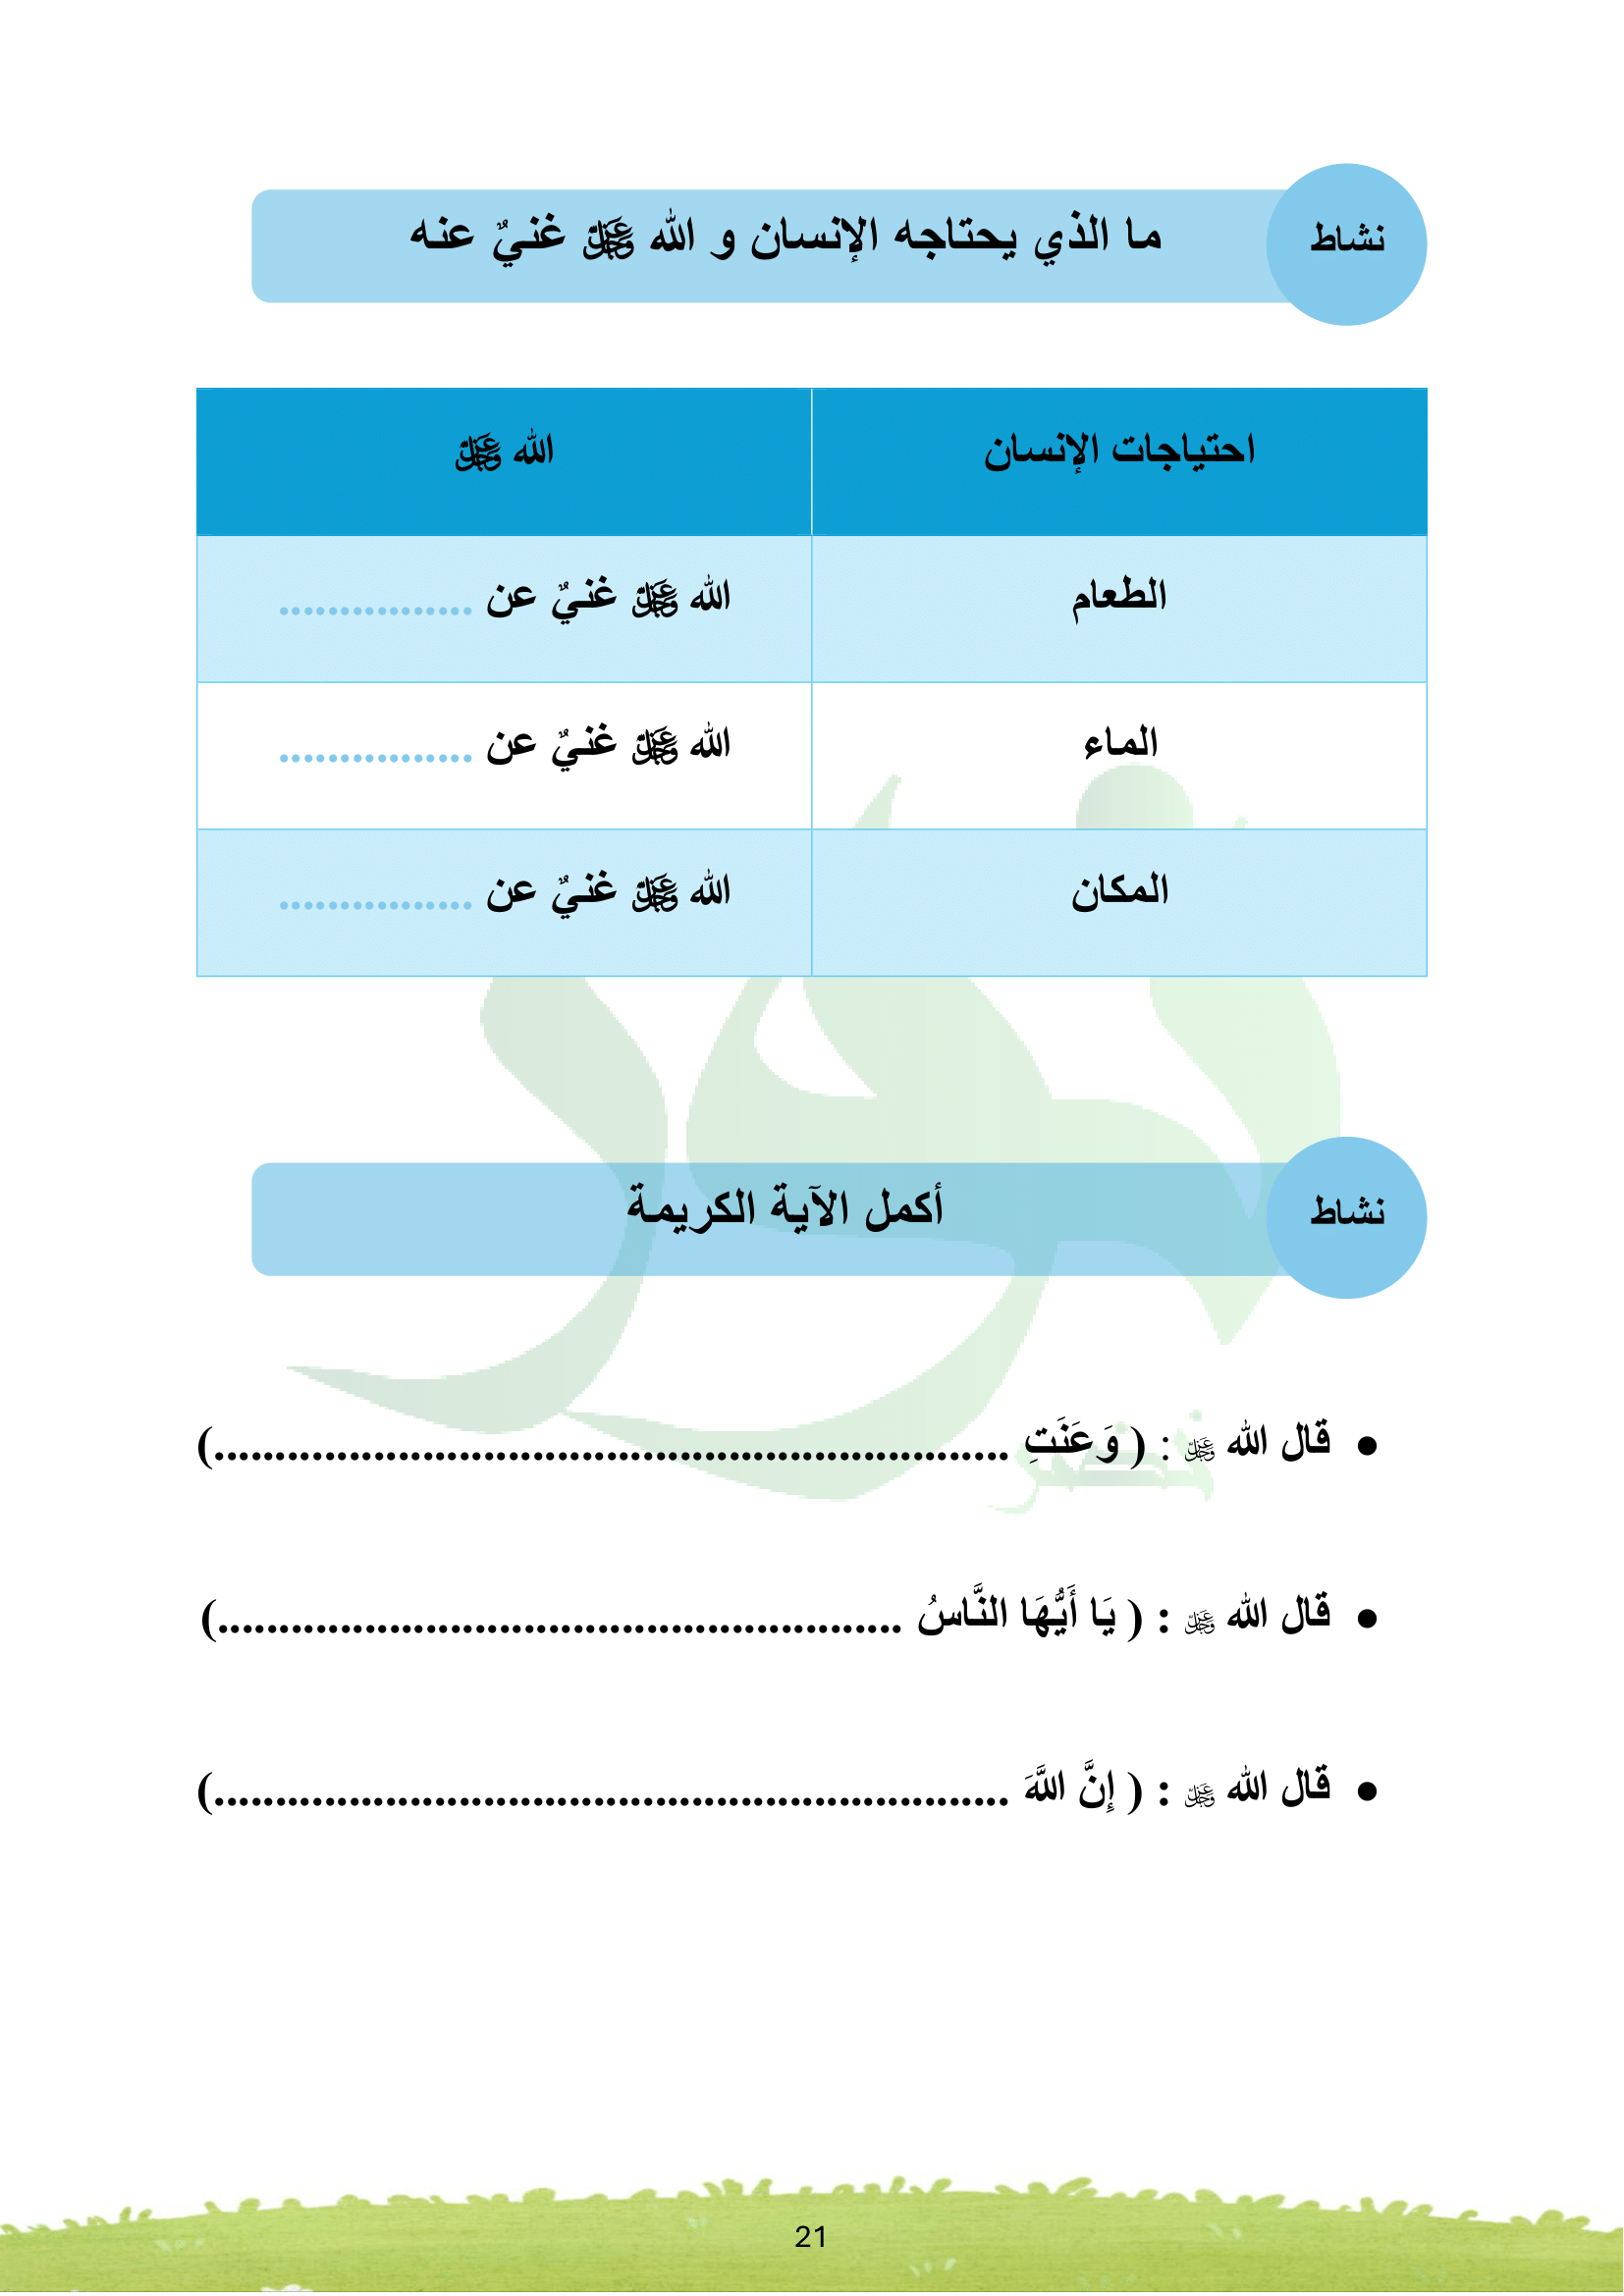 نشاط
ما الذي يحتاجه الإنسان و الله ﷻ غنيٌ عنه
احتياجات الإنسان
الله ﷻ
الطعام
الله ﷻ غنيٌ عن ................
الماء
الله ﷻ غنيٌ عن ................
المكان
الله ﷻ غنيٌ عن ................
نشاط
أكمل الآية الكريمة
• قال الله ﷻ : ( وَعَنَتِ .................................................................)
• قال الله ﷻ : ( يَا أَيُّهَا النَّاسُ ........................................................)
• قال الله ﷻ : ( إِنَّ اللَّهَ .................................................................)
21